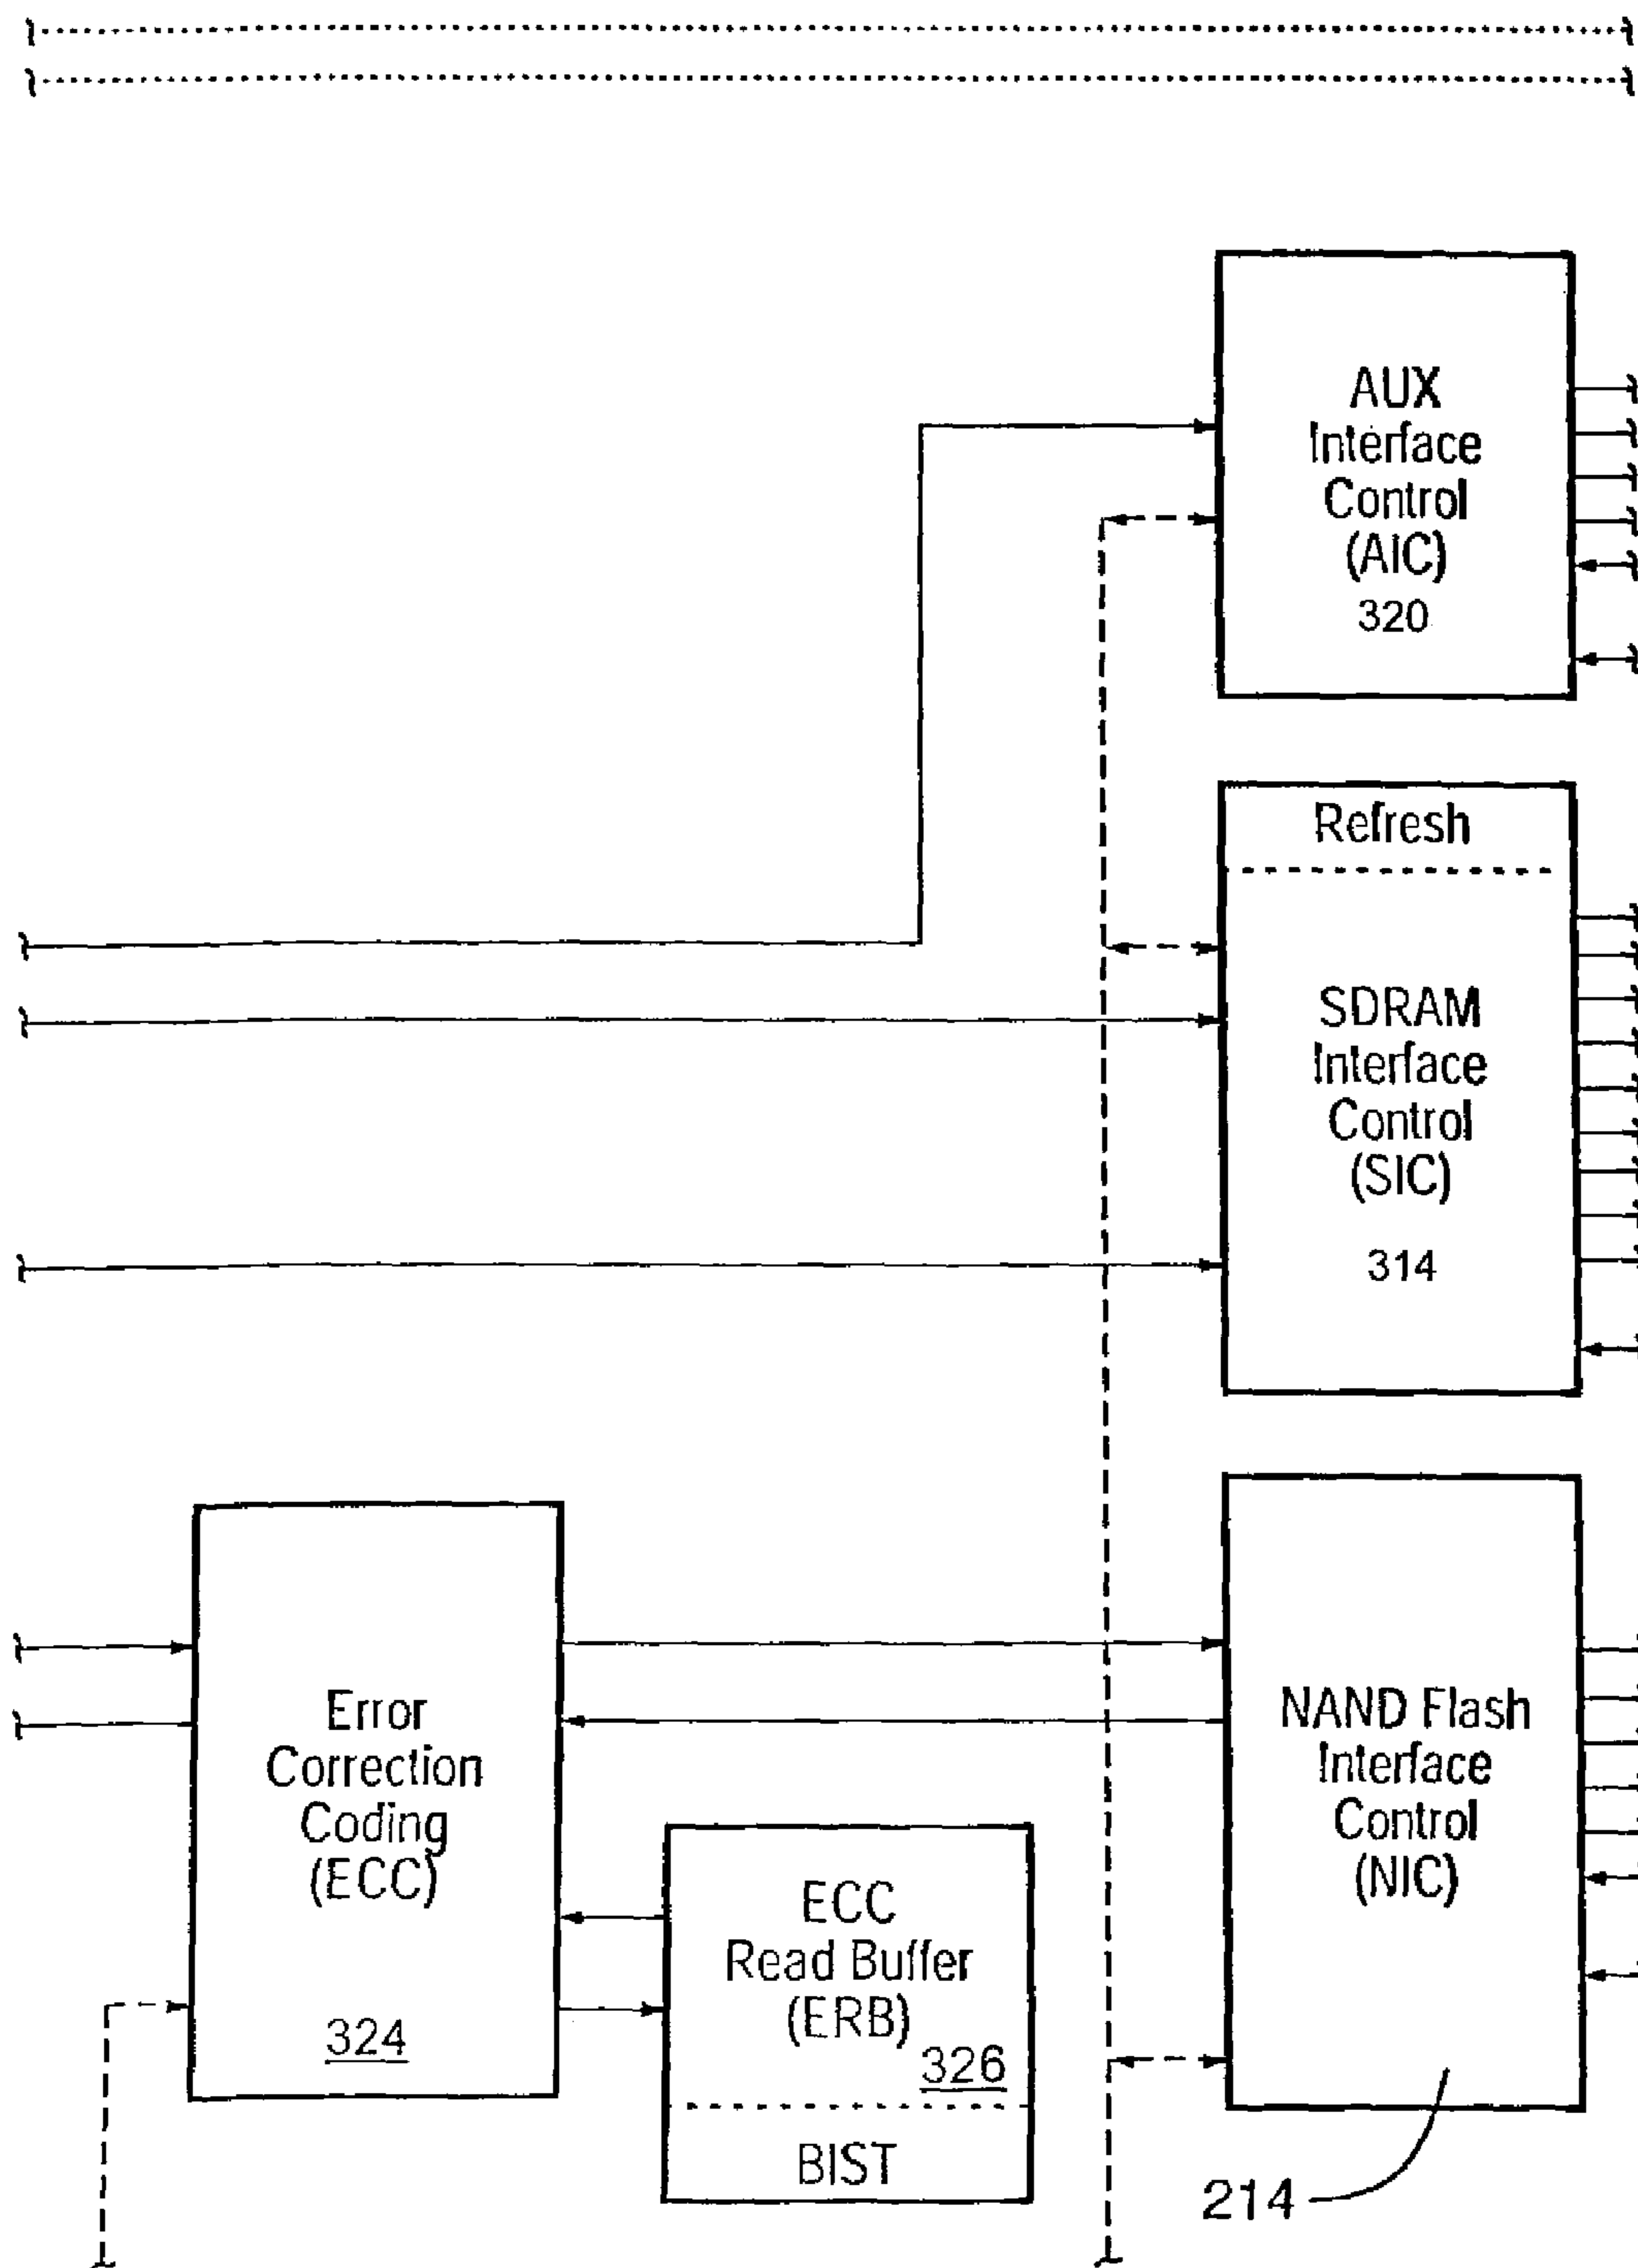 AUX
Interface
Control
(AIC)
320
Refresh
SDRAM
Interface
Control
(SIC)
314
Error
Correction
Coding
(ECC)
324
ECC
Read Buffer
(ERB)
326
BIST
NAND Flash
Interface
Control
(NIC)
214